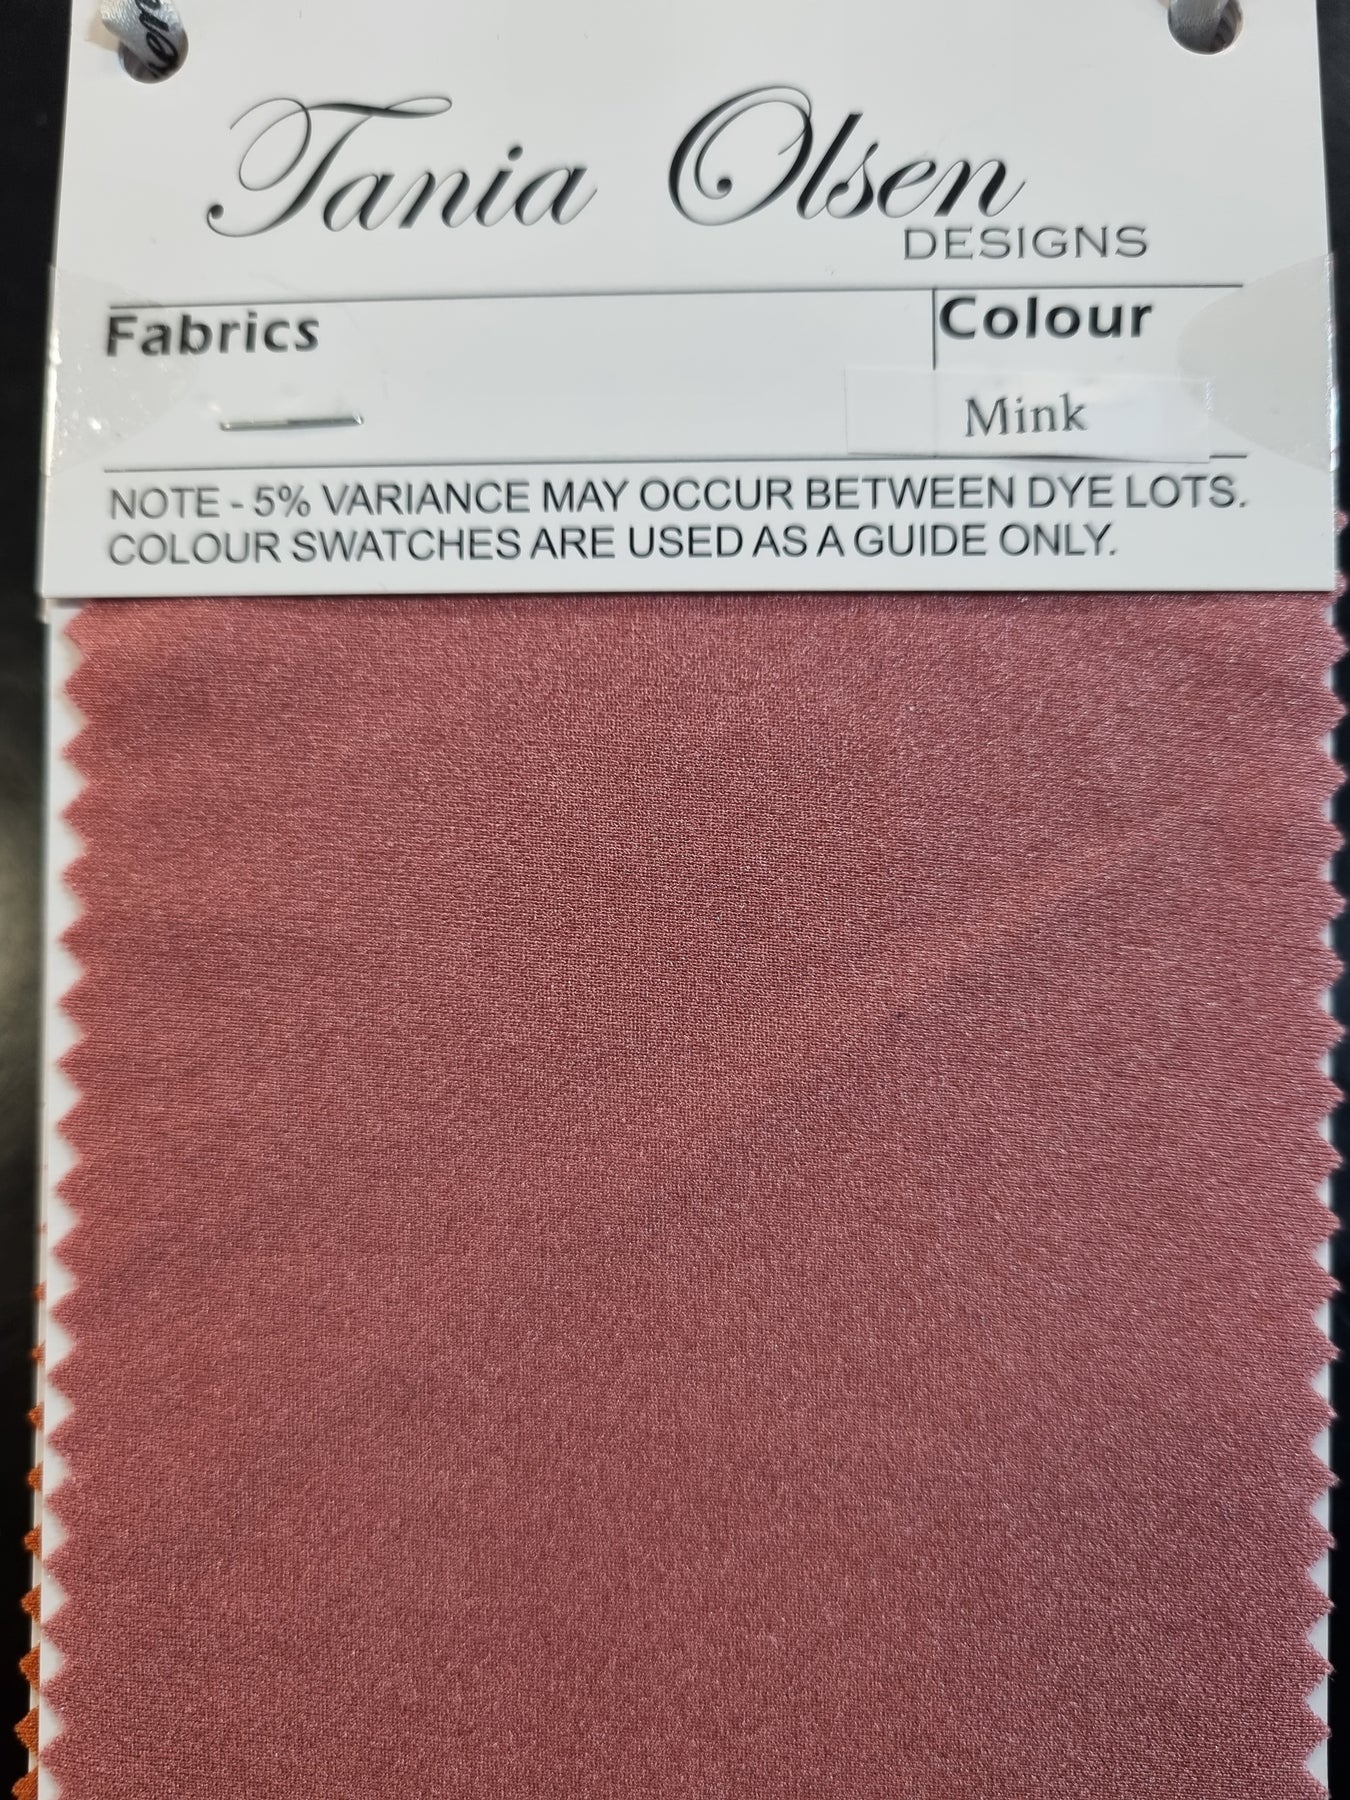 en
Tania Olsen
DESIGNS
Fabrics
Colour
Mink
NOTE - 5% VARIANCE MAY OCCUR BETWEEN DYE LOTS.
COLOUR SWATCHES ARE USED AS A GUIDE ONLY.